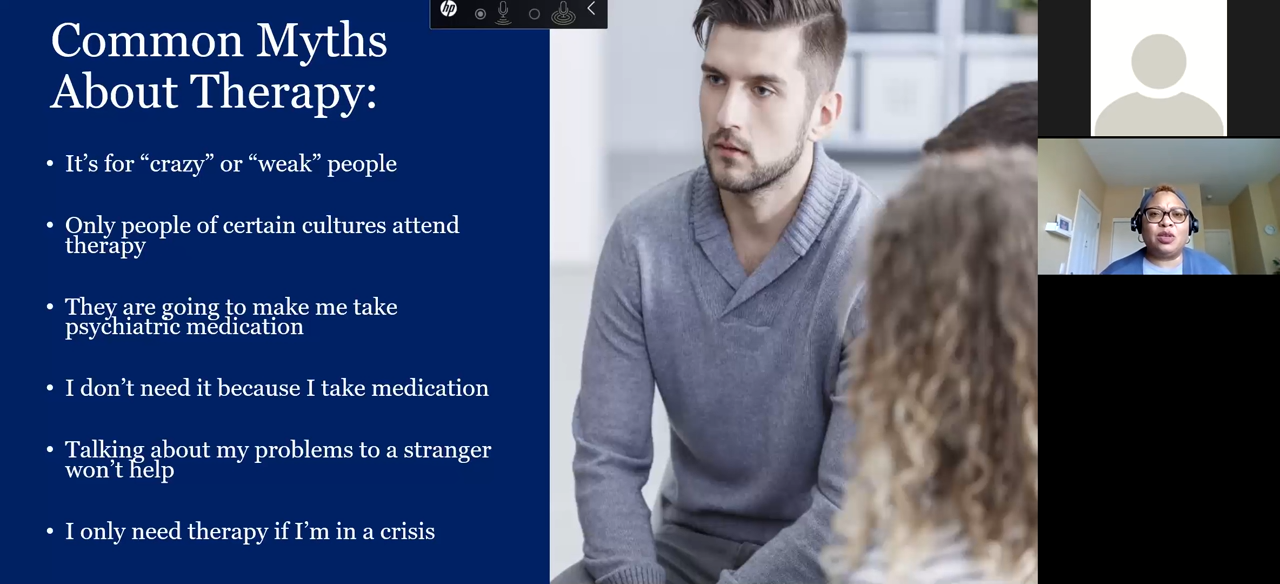 hp
Common Myths
About Therapy:
• It’s for “crazy” or “weak” people
• Only people of certain cultures attend
therapy
• They are going to make me take
psychiatric medication
• I don’t need it because I take medication
• Talking about my problems to a stranger
won’t help
• I only need therapy if I’m in a crisis